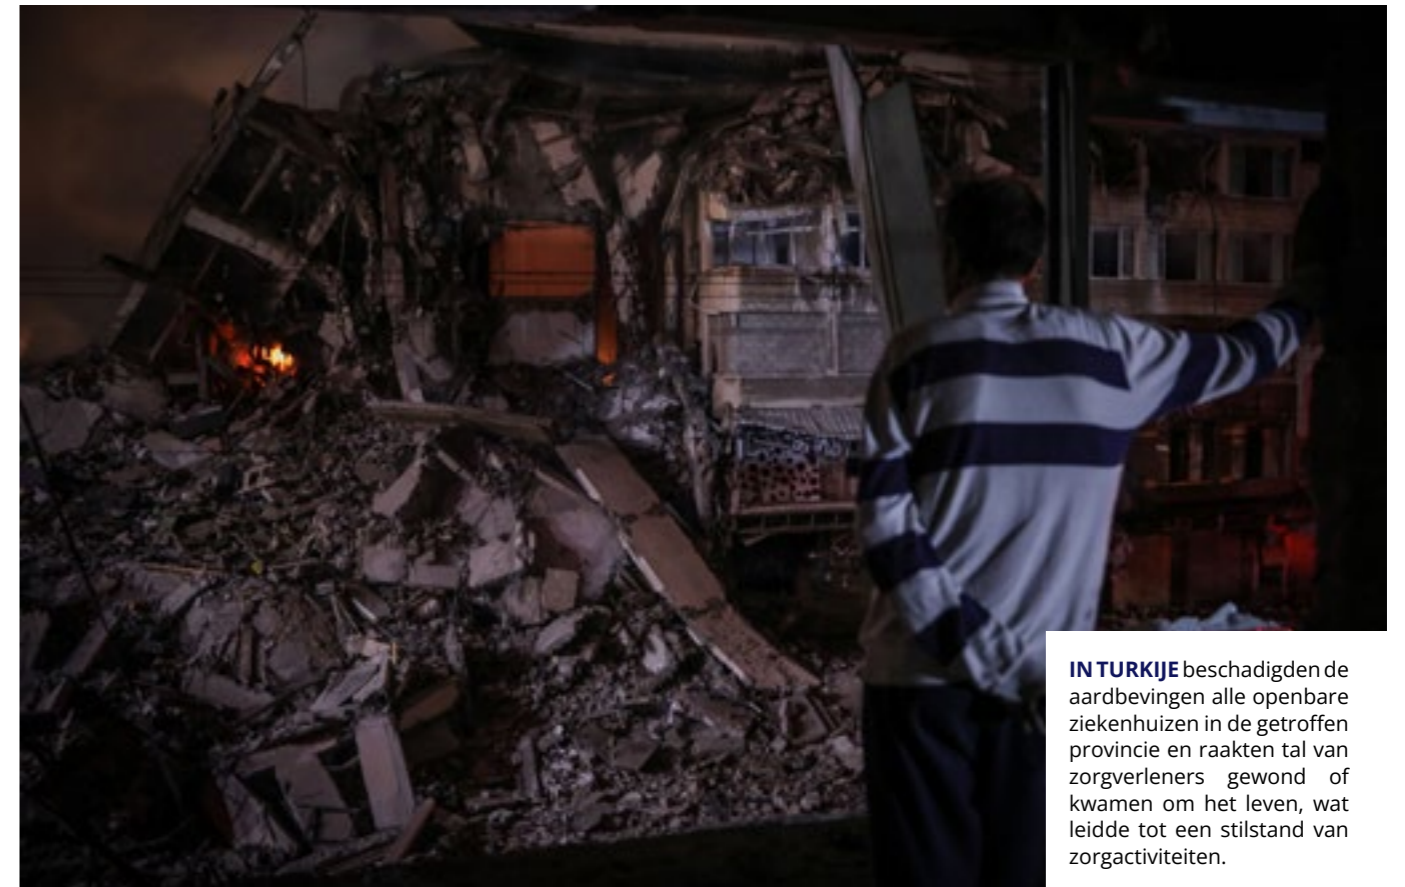 IN TURKIJE beschadigden de
aardbevingen alle openbare
ziekenhuizen in de getroffen
provincie en raakten tal van
zorgverleners gewond of
kwamen om het leven, wat
leidde tot een stilstand van
zorgactiviteiten.